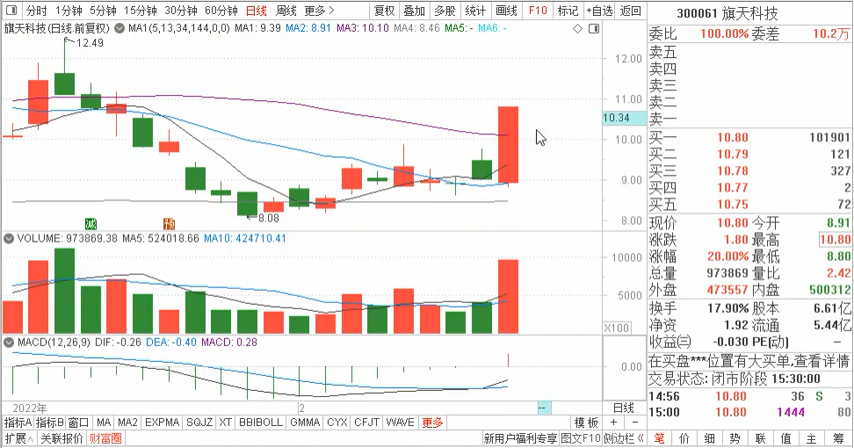 分时 1分钟 5分钟 15分钟 30分钟 60分钟 日线 周线 更多 复权 叠加 多股 统计 画线 F10 标记 +自选 返回
300061 旗天科技
旗天科技(日线.前复权) MA1(5,13,34,144,0,0) MA1: 9.39 MA2: 8.91 MA3: 10.10 MA4: 8.46 MA5: - MA6: -
委比 100.00% 委差 10.2万
12.49
12.00
11.00
10.34
10.00
9.00
8.00
8.08
减
预
卖五
卖四
卖三
卖二
卖一
买一 10.80 101901
买二 10.79 121
买三 10.78 327
买四 10.77 2
买五 10.75 72
现价 10.80 今开 8.91
涨跌 1.80 最高 10.80
涨幅 20.00% 最低 8.80
总量 973869 量比 2.42
外盘 473557 内盘 500312
换手 17.90% 股本 6.61亿
净资 1.92 流通 5.44亿
收益㈢ -0.030 PE(动) –
VOLUME: 973869.38 MA5: 524018.66 MA10: 424710.41
10000
5000
X100
在买盘***位置有大买单,查看详情
交易状态: 闭市阶段 15:30:00
14:56 10.80 36 S 3
15:00 10.80 1444 80
MACD(12,26,9) DIF: -0.26 DEA: -0.40 MACD: 0.28
0.00
2022年 2 日线
指标A 指标B 窗口 MA MA2 EXPMA SQJZ XT BBIBOLL GMMA CYX CFJT WAVE 更多 模板 + −
扩展∧ 关联报价 财富圈 新用户福利专享 图文F10 侧边栏《
笔 价 细 势 联 值 主 筹